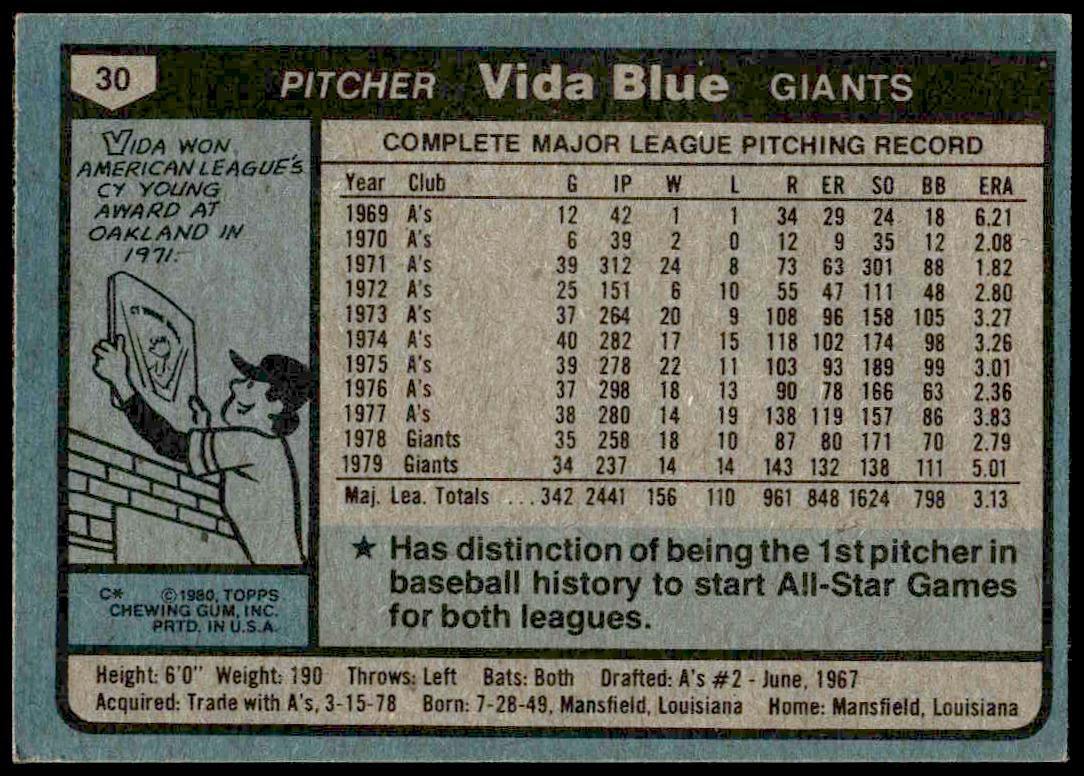 30
PITCHER Vida Blue GIANTS
VIDA WON
AMERICAN LEAGUE'S
CY YOUNG
AWARD AT
OAKLAND IN
1971.
COMPLETE MAJOR LEAGUE PITCHING RECORD
Year Club G IP W L R ER SO BB ERA
1969 A's 12 42 1 1 34 29 24 18 6.21
1970 A's 6 39 2 0 12 9 35 12 2.08
1971 A's 39 312 24 8 73 63 301 88 1.82
1972 A's 25 151 6 10 55 47 111 48 2.80
1973 A's 37 264 20 9 108 96 158 105 3.27
1974 A's 40 282 17 15 118 102 174 98 3.26
1975 A's 39 278 22 11 103 93 189 99 3.01
1976 A's 37 298 18 13 90 78 166 63 2.36
1977 A's 38 280 14 19 138 119 157 86 3.83
1978 Giants 35 258 18 10 87 80 171 70 2.79
1979 Giants 34 237 14 14 143 132 138 111 5.01
Maj. Lea. Totals ... 342 2441 156 110 961 848 1624 798 3.13
★ Has distinction of being the 1st pitcher in
baseball history to start All-Star Games
for both leagues.
C* ©1980, TOPPS
CHEWING GUM, INC.
PRTD. IN U.S.A.
Height: 6'0" Weight: 190 Throws: Left Bats: Both Drafted: A's #2 - June, 1967
Acquired: Trade with A's, 3-15-78 Born: 7-28-49, Mansfield, Louisiana Home: Mansfield, Louisiana